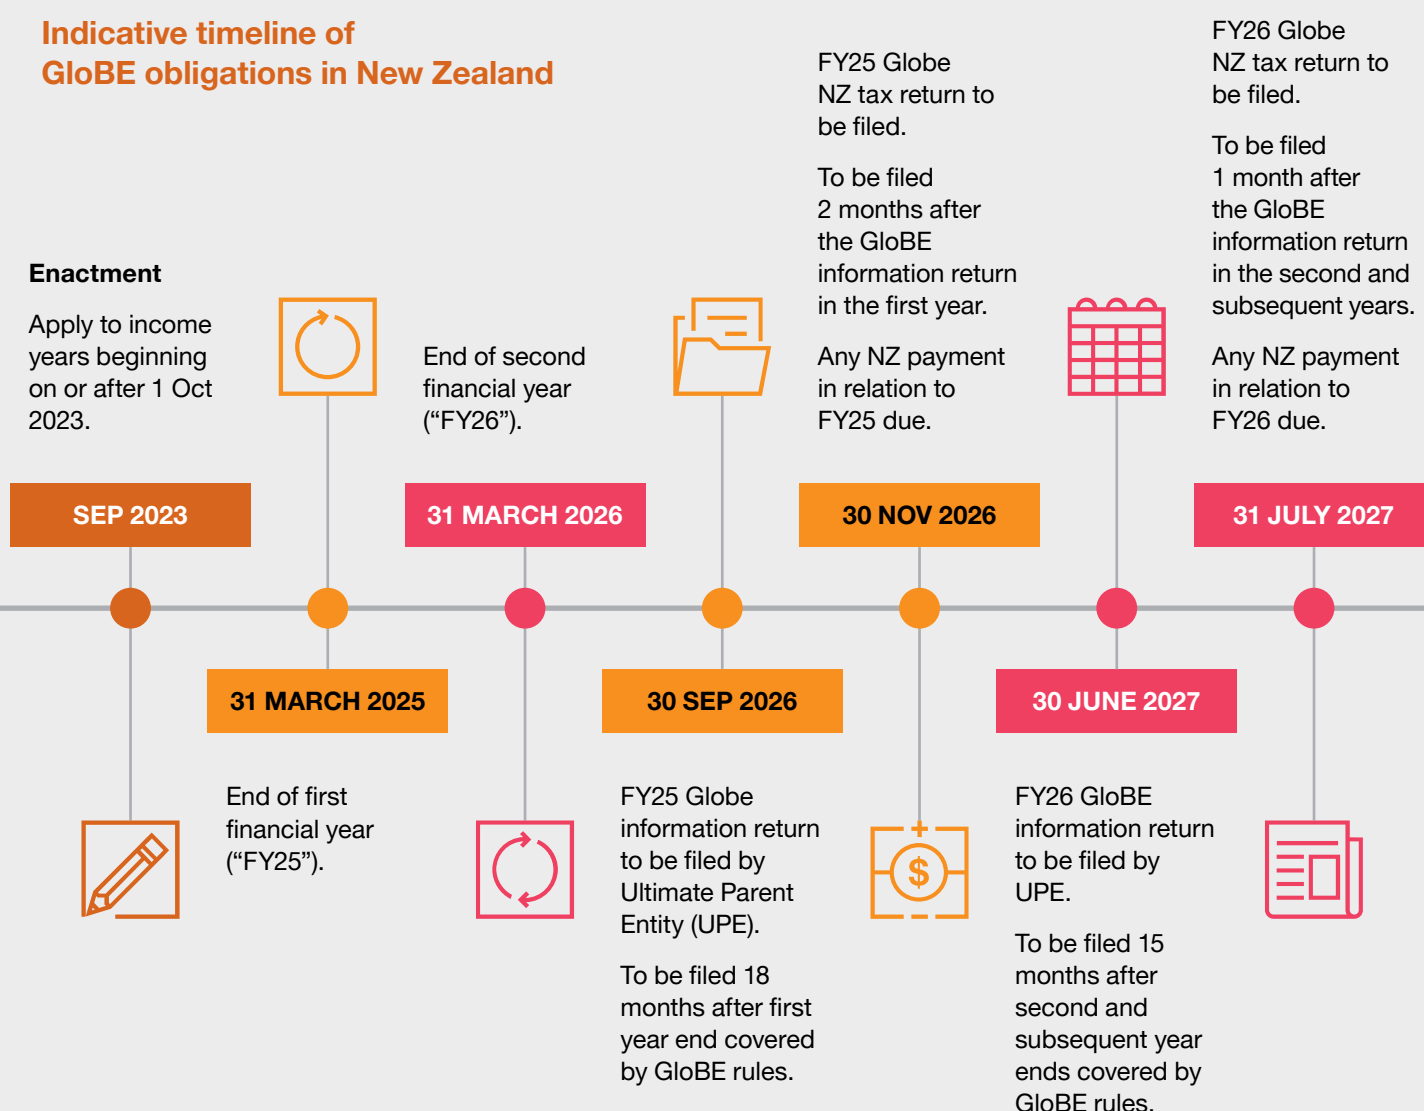 Indicative timeline of
GloBE obligations in New Zealand
Enactment
Apply to income
years beginning
on or after 1 Oct
2023.
SEP 2023
31 MARCH 2025
End of first
financial year
(“FY25”).
End of second
financial year
(“FY26”).
31 MARCH 2026
30 SEP 2026
FY25 Globe
information return
to be filed by
Ultimate Parent
Entity (UPE).
To be filed 18
months after first
year end covered
by GloBE rules.
FY25 Globe
NZ tax return to
be filed.
To be filed
2 months after
the GloBE
information return
in the first year.
Any NZ payment
in relation to
FY25 due.
30 NOV 2026
$
30 JUNE 2027
FY26 GloBE
information return
to be filed by
UPE.
To be filed 15
months after
second and
subsequent year
ends covered by
GloBE rules.
FY26 Globe
NZ tax return to
be filed.
To be filed
1 month after
the GloBE
information return
in the second and
subsequent years.
Any NZ payment
in relation to
FY26 due.
31 JULY 2027